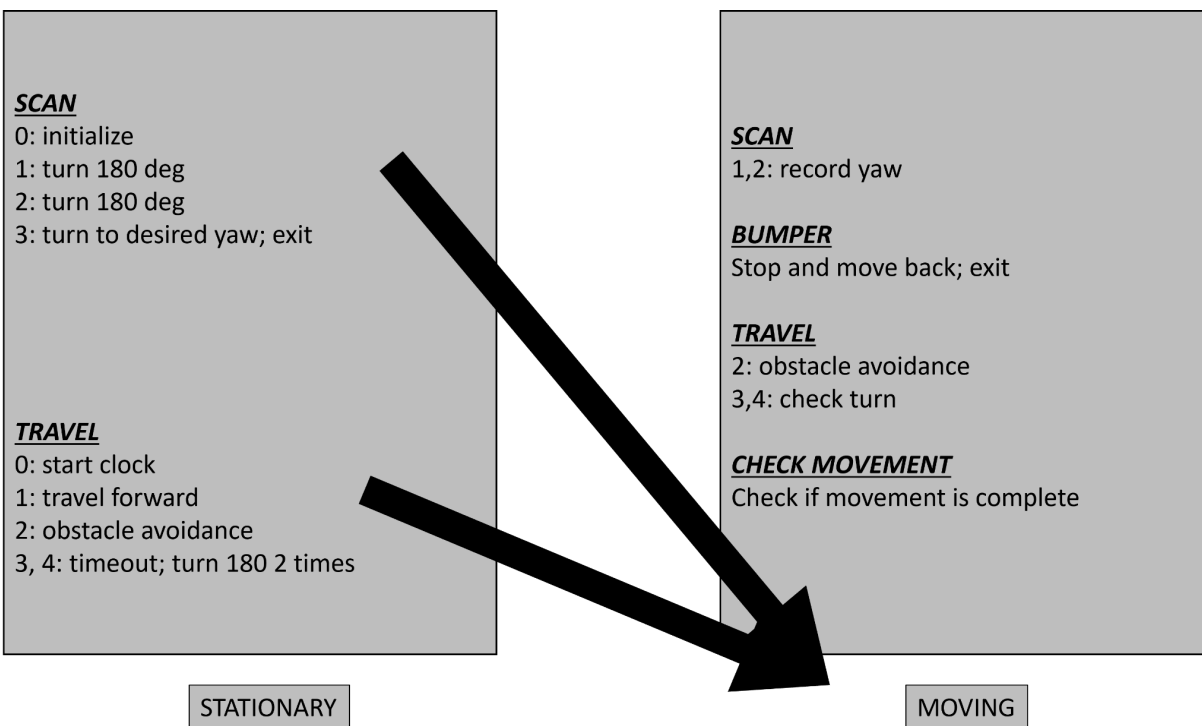 SCAN
0: initialize
1: turn 180 deg
2: turn 180 deg
3: turn to desired yaw; exit
TRAVEL
0: start clock
1: travel forward
2: obstacle avoidance
3, 4: timeout; turn 180 2 times
STATIONARY
SCAN
1,2: record yaw
BUMPER
Stop and move back; exit
TRAVEL
2: obstacle avoidance
3,4: check turn
CHECK MOVEMENT
Check if movement is complete
MOVING